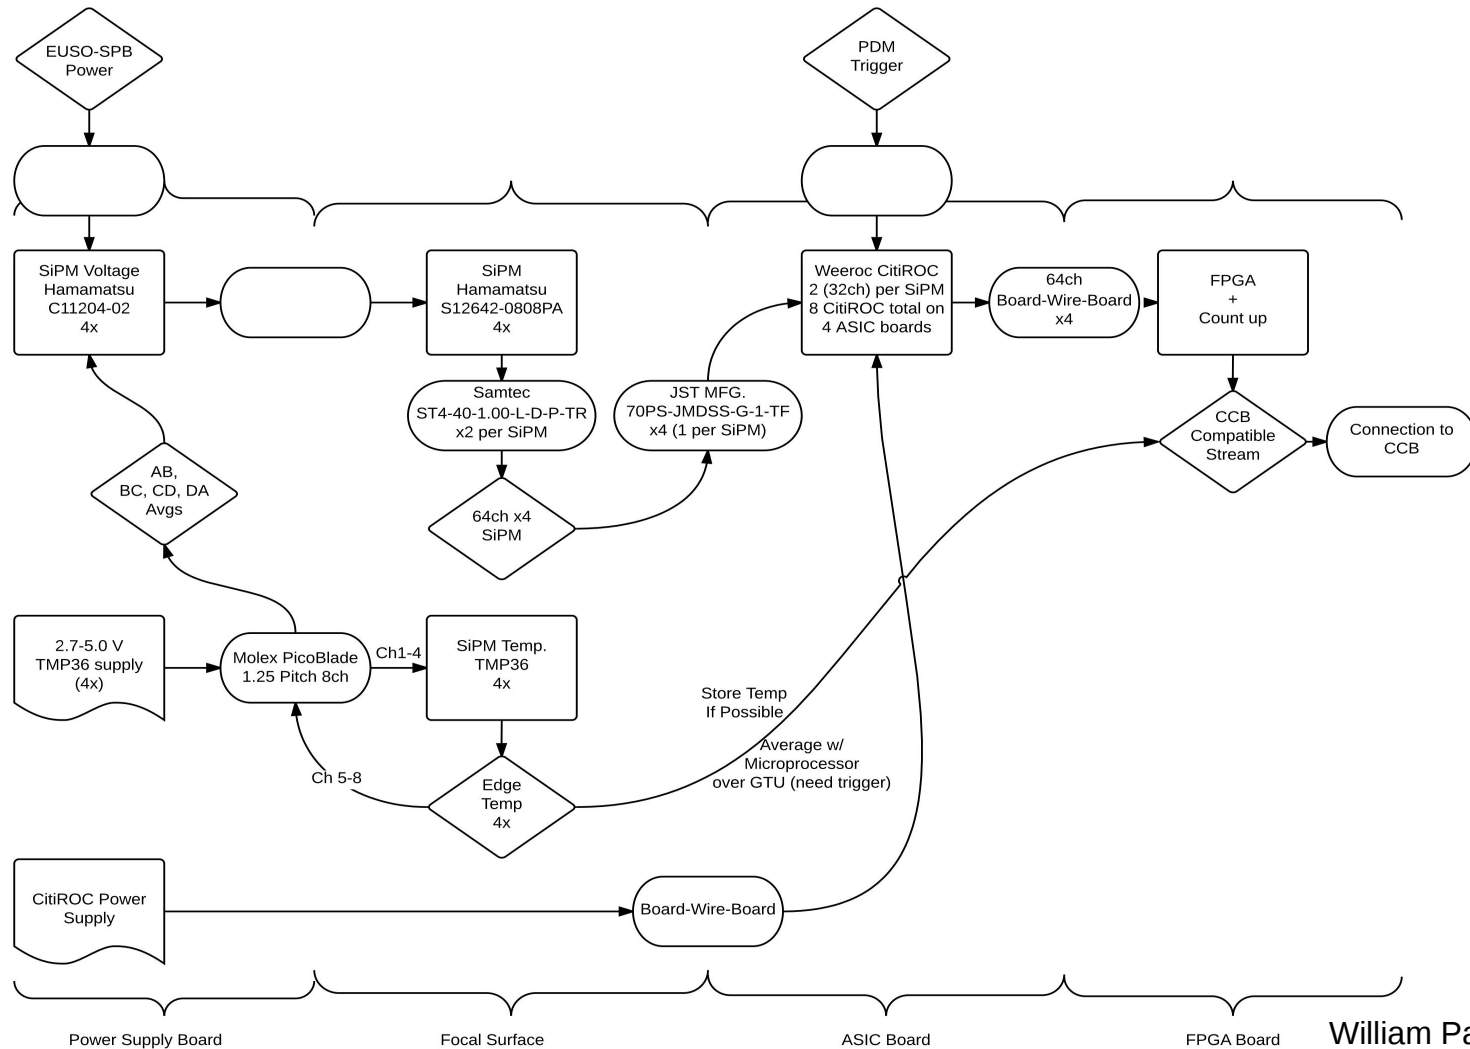 EUSO-SPB
Power
PDM
Trigger
SiPM Voltage
Hamamatsu
C11204-02
4x
SiPM
Hamamatsu
S12642-0808PA
4x
Weeroc CitiROC
2 (32ch) per SiPM
8 CitiROC total on
4 ASIC boards
64ch
Board-Wire-Board
x4
FPGA
+
Count up
Samtec
ST4-40-1.00-L-D-P-TR
x2 per SiPM
JST MFG.
70PS-JMDSS-G-1-TF
x4 (1 per SiPM)
CCB
Compatible
Stream
Connection to
CCB
AB,
BC, CD, DA
Avgs
64ch x4
SiPM
2.7-5.0 V
TMP36 supply
(4x)
Molex PicoBlade
1.25 Pitch 8ch
Ch1-4
SiPM Temp.
TMP36
4x
Store Temp
If Possible
Average w/
Microprocessor
over GTU (need trigger)
Ch 5-8
Edge
Temp
4x
CitiROC Power
Supply
Board-Wire-Board
Power Supply Board
Focal Surface
ASIC Board
FPGA Board
William